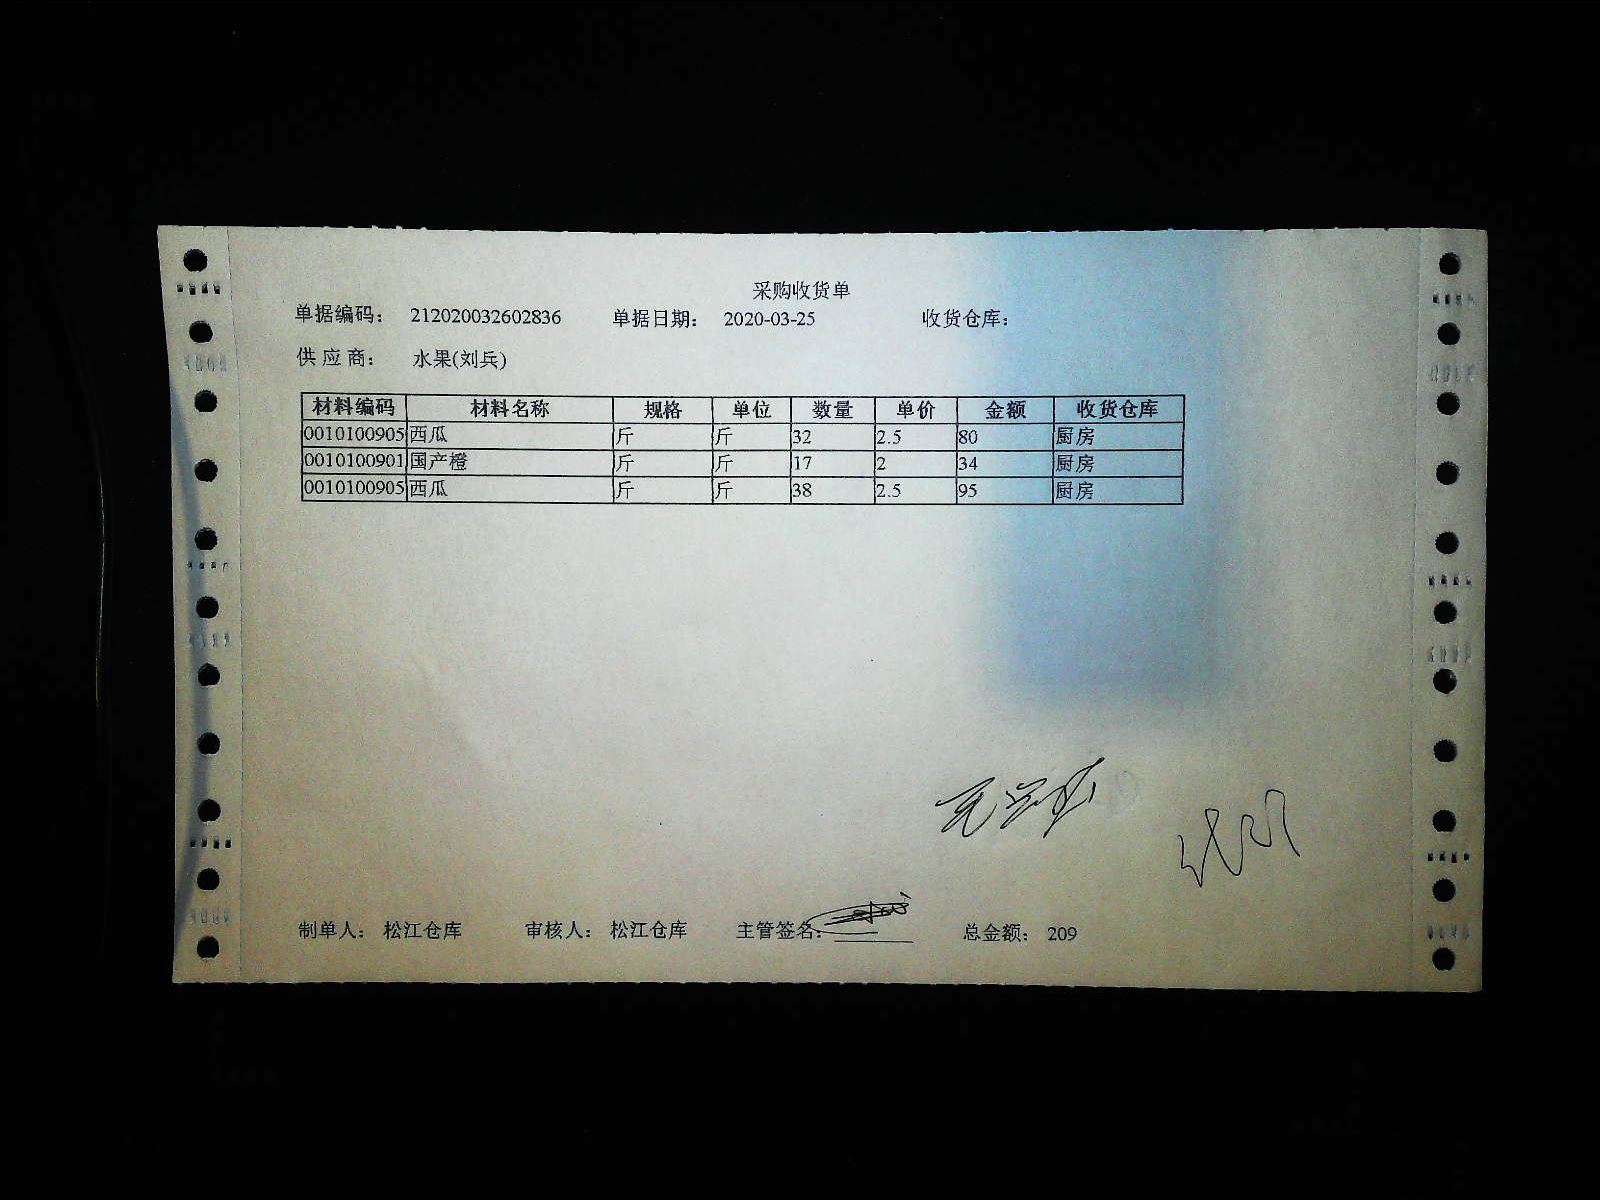 采购收货单
单据编码： 212020032602836 单据日期： 2020-03-25 收货仓库：
供 应 商： 水果(刘兵)
材料编码 材料名称 规格 单位 数量 单价 金额 收货仓库
0010100905 西瓜 斤 斤 32 2.5 80 厨房
0010100901 国产橙 斤 斤 17 2 34 厨房
0010100905 西瓜 斤 斤 38 2.5 95 厨房
制单人： 松江仓库 审核人： 松江仓库 主管签名： 总金额： 209